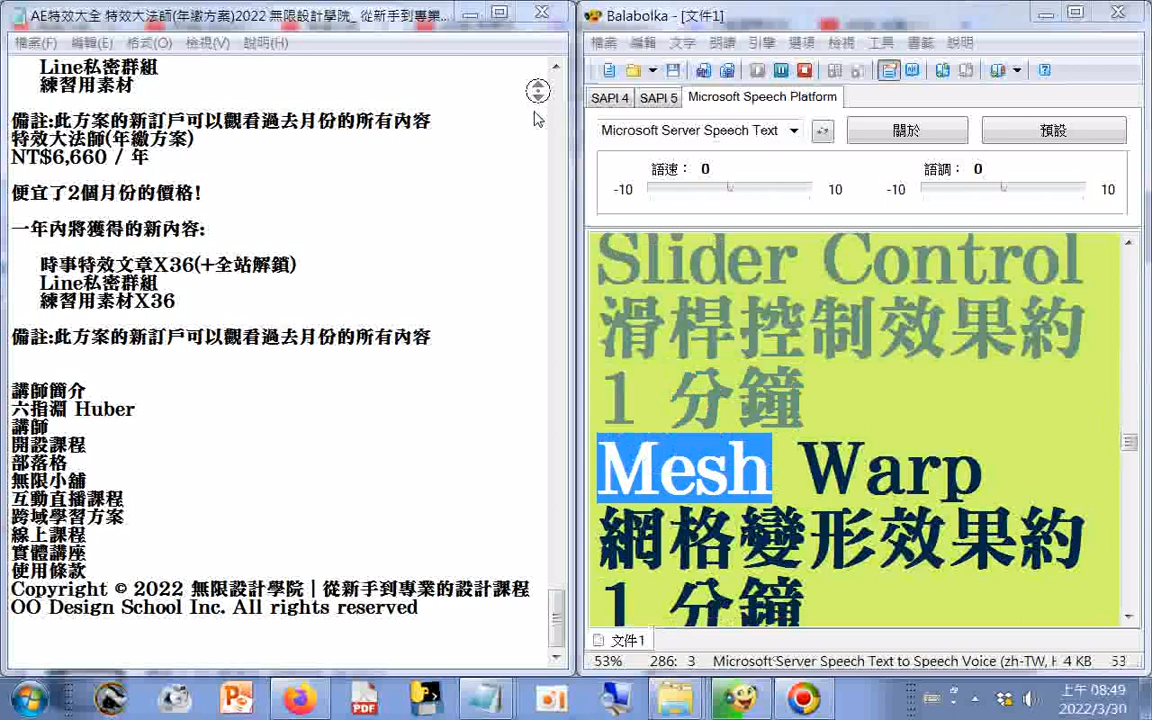 AE特效大全 特效大法師(年繳方案)2022 無限設計學院_ 從新手到專業...
檔案(F) 編輯(E) 格式(O) 檢視(V) 說明(H)
Line私密群組
練習用素材
備註:此方案的新訂戶可以觀看過去月份的所有內容
特效大法師(年繳方案)
NT$6,660 / 年
便宜了2個月份的價格!
一年內將獲得的新內容:
時事特效文章X36(+全站解鎖)
Line私密群組
練習用素材X36
備註:此方案的新訂戶可以觀看過去月份的所有內容
講師簡介
六指淵 Huber
講師
開設課程
部落格
無限小舖
互動直播課程
跨域學習方案
線上課程
實體講座
使用條款
Copyright © 2022 無限設計學院 | 從新手到專業的設計課程
OO Design School Inc. All rights reserved
Balabolka - [文件1]
檔案 編輯 文字 朗讀 引擎 選項 檢視 工具 書籤 說明
SAPI 4 SAPI 5 Microsoft Speech Platform
Microsoft Server Speech Text 關於 預設
語速: 0 語調: 0
-10 10 -10 10
Slider Control
滑桿控制效果約
1 分鐘
Mesh Warp
網格變形效果約
1 分鐘
文件1
53% 286: 3 Microsoft Server Speech Text to Speech Voice (zh-TW, 4 KB 53
PDF
上午 08:49
2022/3/30